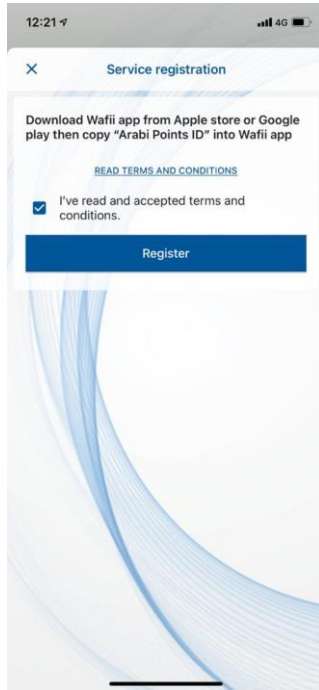 12:21
4G
Service registration
Download Wafii app from Apple store or Google
play then copy “Arabi Points ID” into Wafii app
READ TERMS AND CONDITIONS
I've read and accepted terms and
conditions.
Register